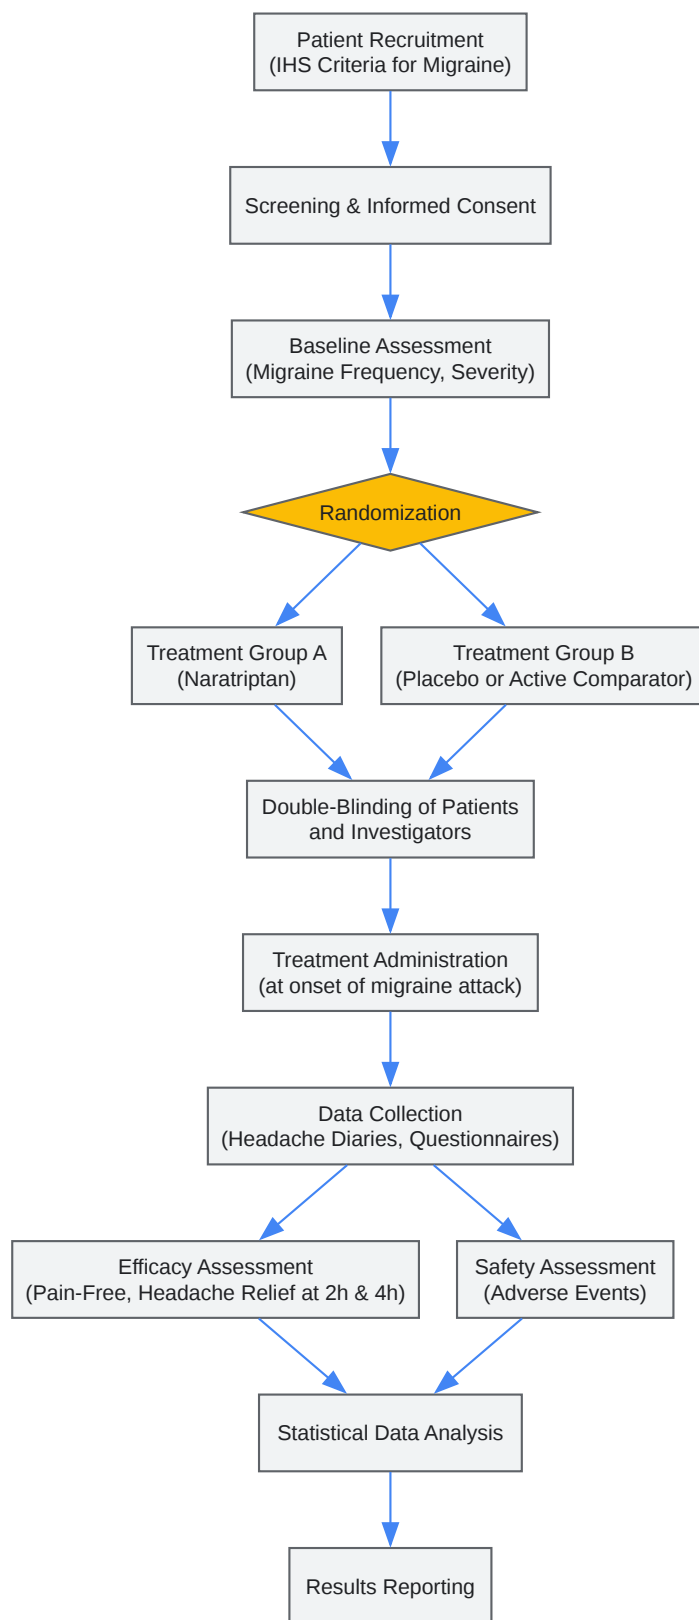 Patient Recruitment
(IHS Criteria for Migraine)
Screening & Informed Consent
Baseline Assessment
(Migraine Frequency, Severity)
Randomization
Treatment Group A
(Naratriptan)
Treatment Group B
(Placebo or Active Comparator)
Double-Blinding of Patients
and Investigators
Treatment Administration
(at onset of migraine attack)
Data Collection
(Headache Diaries, Questionnaires)
Efficacy Assessment
(Pain-Free, Headache Relief at 2h & 4h)
Safety Assessment
(Adverse Events)
Statistical Data Analysis
Results Reporting